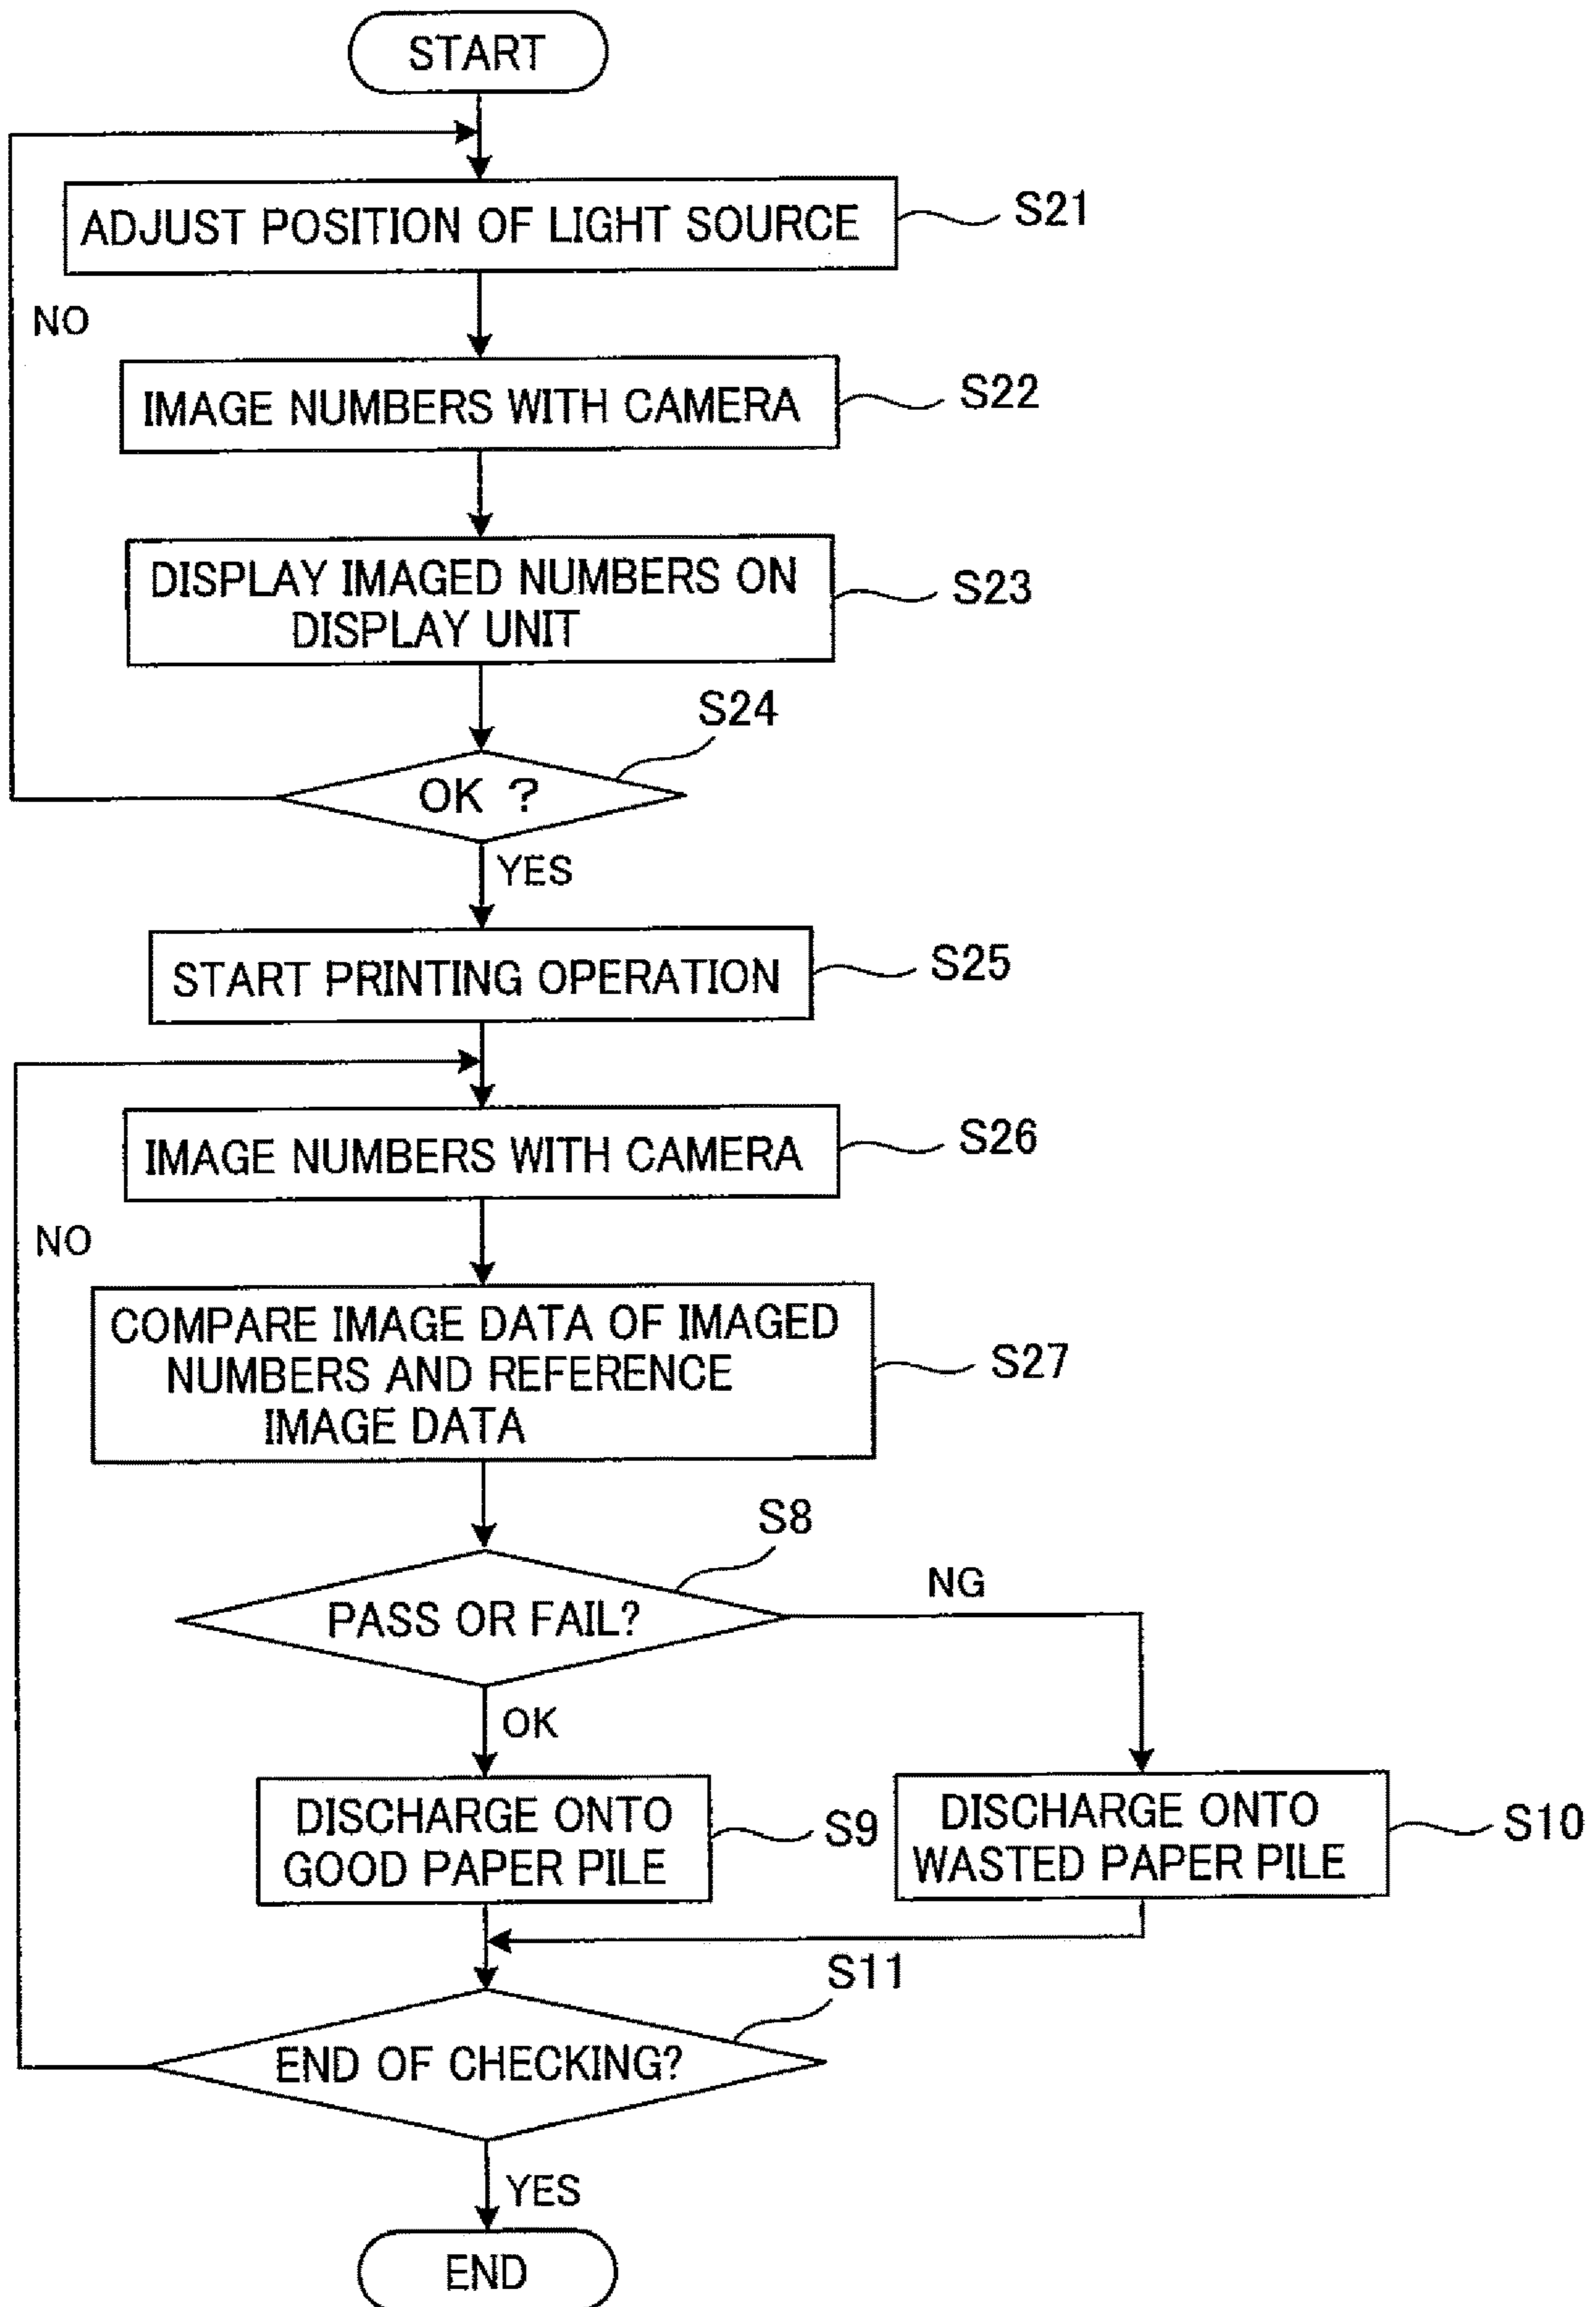 START
ADJUST POSITION OF LIGHT SOURCE
S21
NO
IMAGE NUMBERS WITH CAMERA
S22
DISPLAY IMAGED NUMBERS ON
DISPLAY UNIT
S23
S24
OK ?
YES
START PRINTING OPERATION
S25
IMAGE NUMBERS WITH CAMERA
S26
NO
COMPARE IMAGE DATA OF IMAGED
NUMBERS AND REFERENCE
IMAGE DATA
S27
S8
PASS OR FAIL?
NG
OK
DISCHARGE ONTO
GOOD PAPER PILE
S9
DISCHARGE ONTO
WASTED PAPER PILE
S10
S11
END OF CHECKING?
YES
END